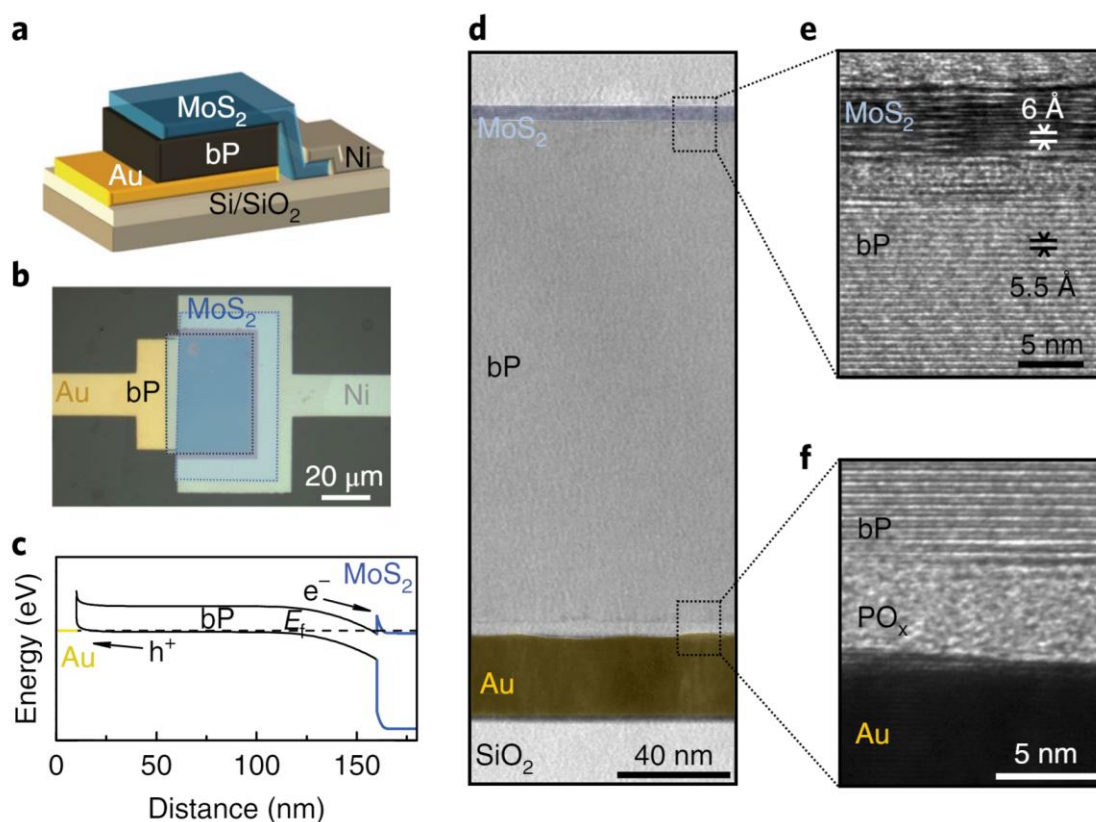 a
MoS₂
bP
Au
Ni
Si/SiO₂
b
MoS₂
Au
bP
Ni
20 μm
c
Energy (eV)
MoS₂
e⁻
bP
E_f
Au
h⁺
0 50 100 150
Distance (nm)
d
MoS₂
bP
Au
SiO₂
40 nm
e
MoS₂
6 Å
bP
5.5 Å
5 nm
f
bP
POₓ
Au
5 nm